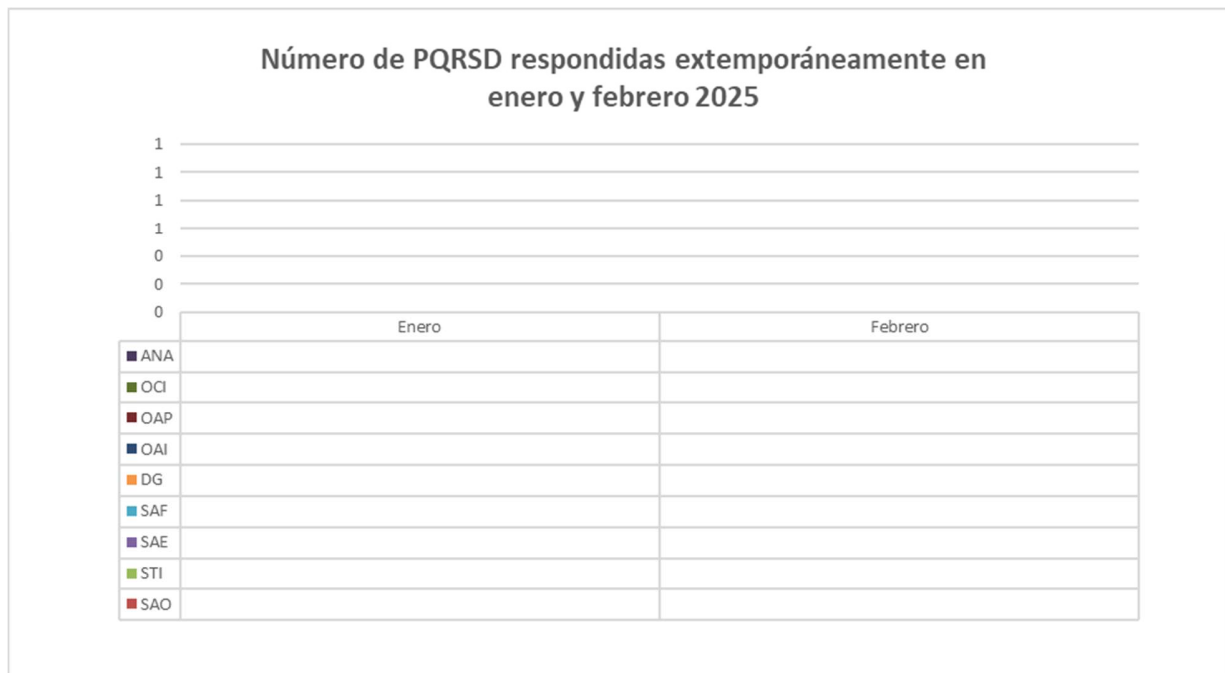 Número de PQRSD respondidas extemporáneamente en
enero y febrero 2025
1
1
1
1
0
0
0
Enero Febrero
ANA
OCI
OAP
OAI
DG
SAF
SAE
STI
SAO